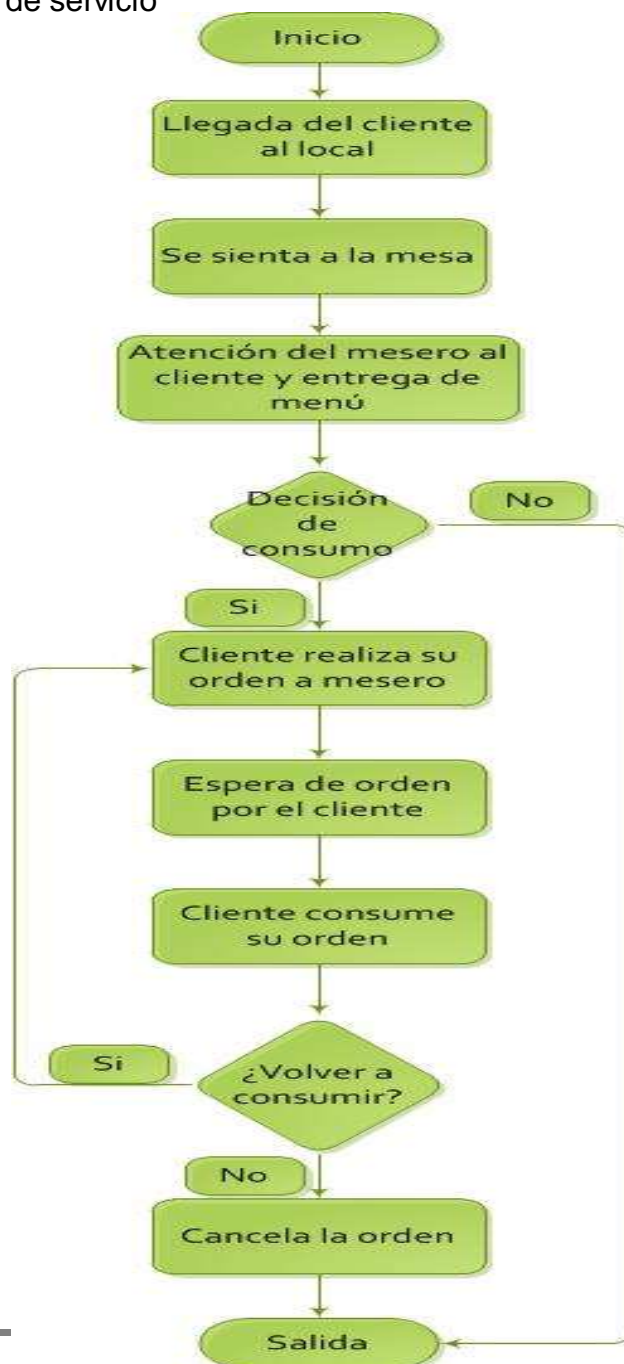 de servicio
Inicio
Llegada del cliente
al local
Se sienta a la mesa
Atención del mesero al
cliente y entrega de
menú
Decisión
de
consumo
No
Si
Cliente realiza su
orden a mesero
Espera de orden
por el cliente
Cliente consume
su orden
Si
¿Volver a
consumir?
No
Cancela la orden
Salida